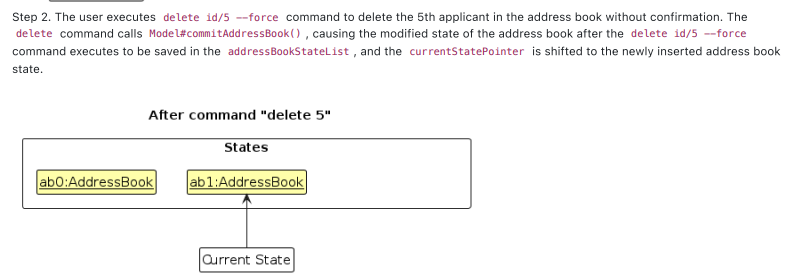 Step 2. The user executes delete id/5 --force command to delete the 5th applicant in the address book without confirmation. The
delete command calls Model#commitAddressBook() , causing the modified state of the address book after the delete id/5 --force
command executes to be saved in the addressBookStateList , and the currentStatePointer is shifted to the newly inserted address book
state.
After command "delete 5"
States
ab0:AddressBook ab1:AddressBook
Current State